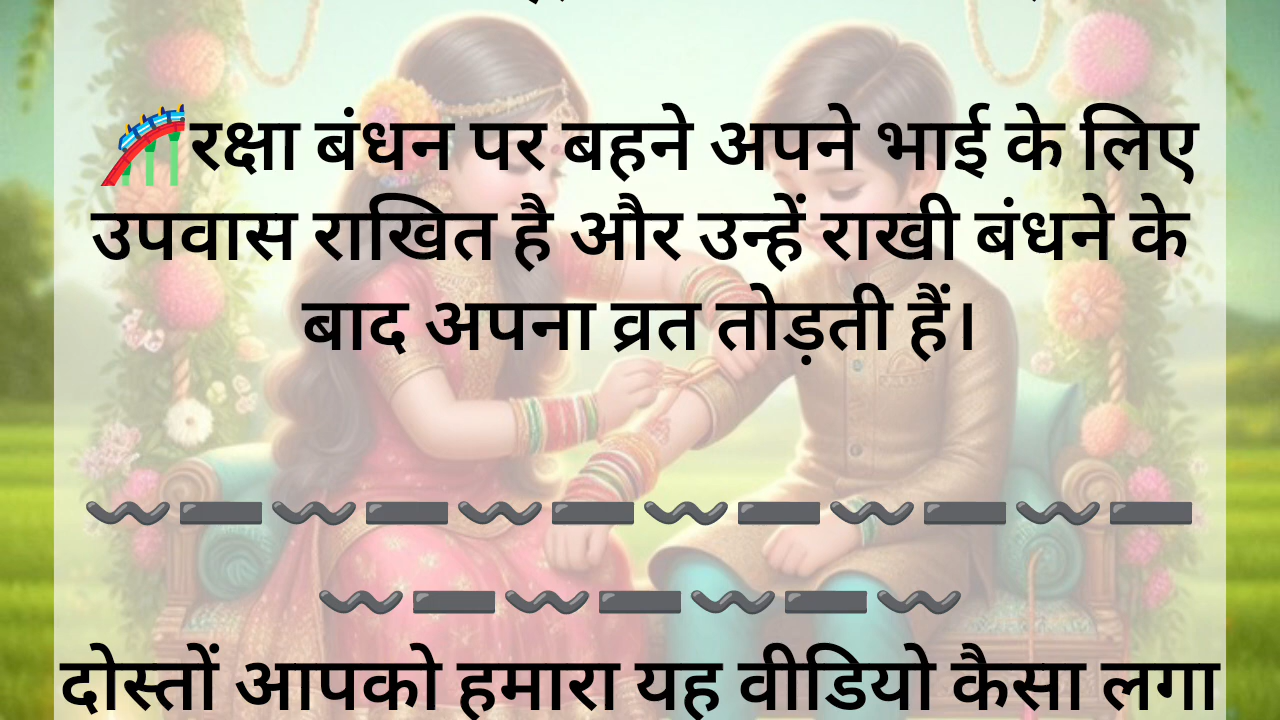 🎢रक्षा बंधन पर बहने अपने भाई के लिए
उपवास राखित है और उन्हें राखी बंधने के
बाद अपना व्रत तोड़ती हैं।
〰➖〰➖〰➖〰➖〰➖〰➖
〰➖〰➖〰➖〰
दोस्तों आपको हमारा यह वीडियो कैसा लगा